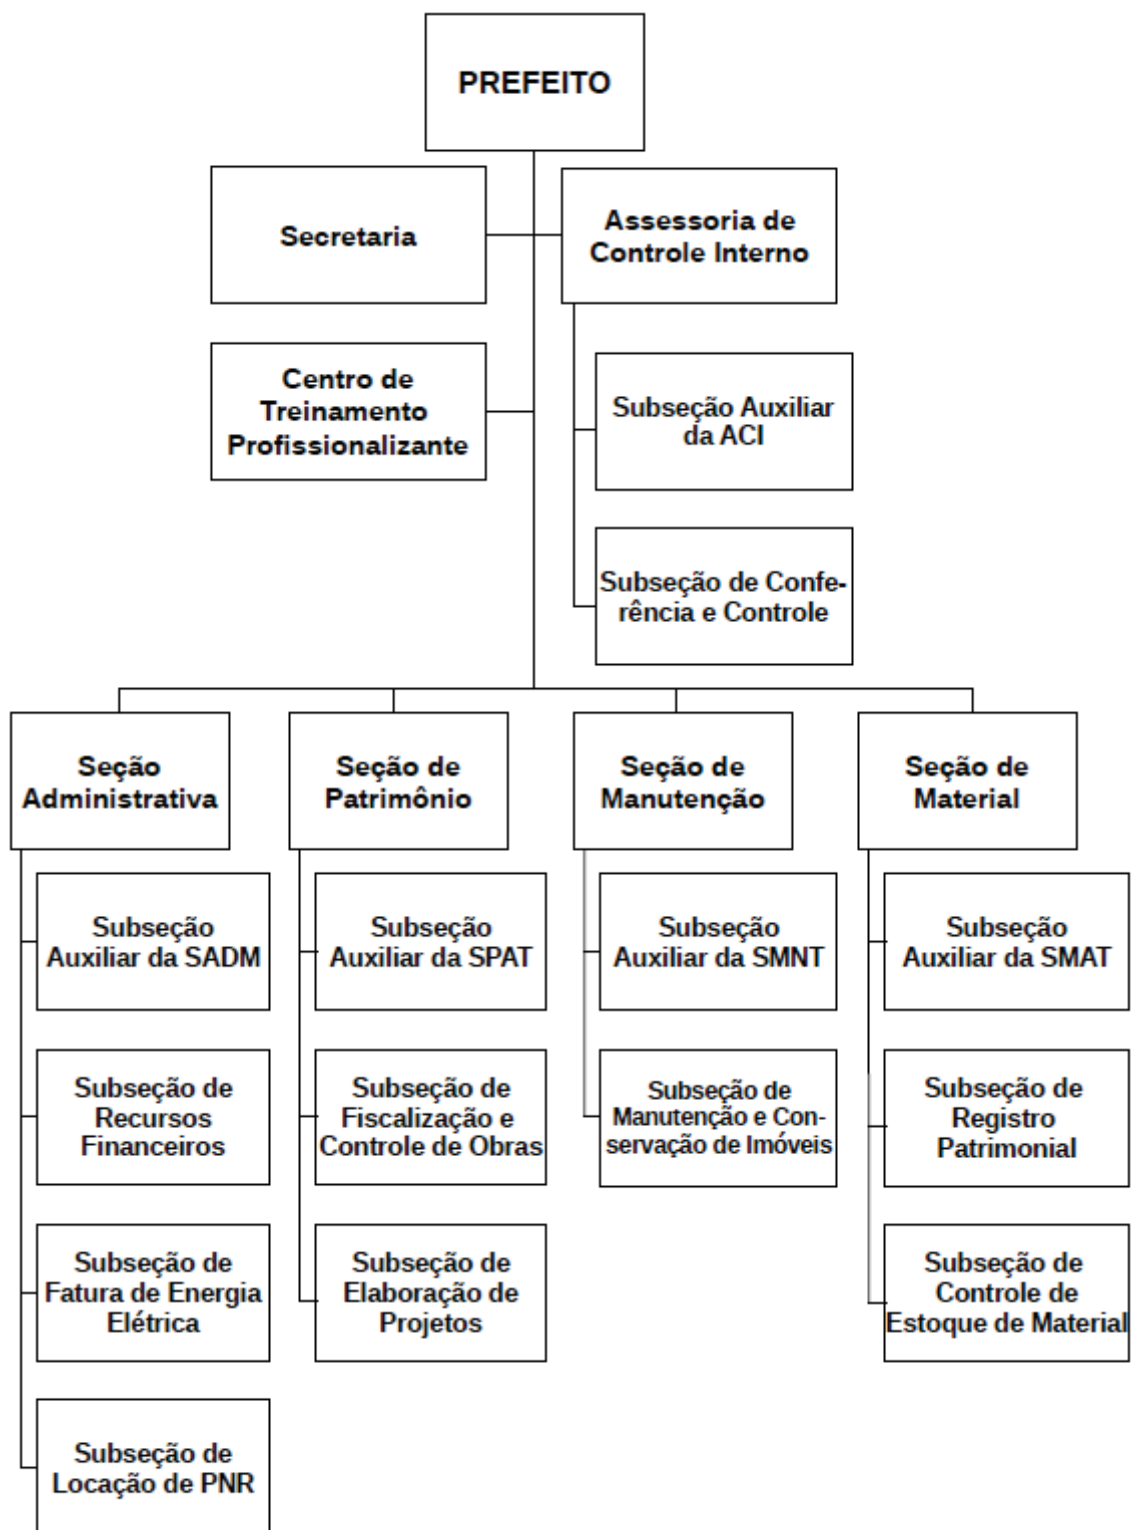 PREFEITO
Secretaria
Assessoria de
Controle Interno
Centro de
Treinamento
Profissionalizante
Subseção Auxiliar
da ACI
Subseção de Confe-
rência e Controle
Seção
Administrativa
Seção de
Patrimônio
Seção de
Manutenção
Seção de
Material
Subseção
Auxiliar da SADM
Subseção
Auxiliar da SPAT
Subseção
Auxiliar da SMNT
Subseção
Auxiliar da SMAT
Subseção de
Recursos
Financeiros
Subseção de
Fiscalização e
Controle de Obras
Subseção de
Manutenção e Con-
servação de Imóveis
Subseção de
Registro
Patrimonial
Subseção de
Fatura de Energia
Elétrica
Subseção de
Elaboração de
Projetos
Subseção de
Controle de
Estoque de Material
Subseção de
Locação de PNR